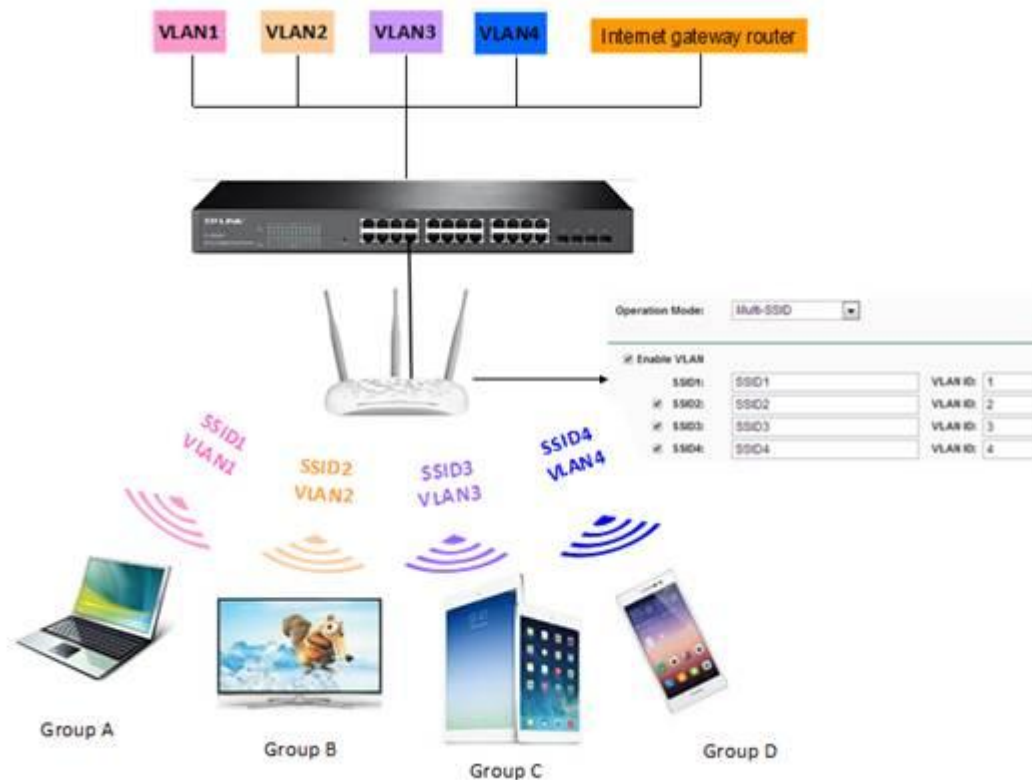 VLAN1
VLAN2
VLAN3
VLAN4
Internet gateway router
TP-LINK
Operation Mode: Multi-SSID
Enable VLAN
SSID1: SSID1 VLAN ID: 1
SSID2: SSID2 VLAN ID: 2
SSID3: SSID3 VLAN ID: 3
SSID4: SSID4 VLAN ID: 4
SSID1
VLAN1
SSID2
VLAN2
SSID3
VLAN3
SSID4
VLAN4
Group A
Group B
Group C
Group D